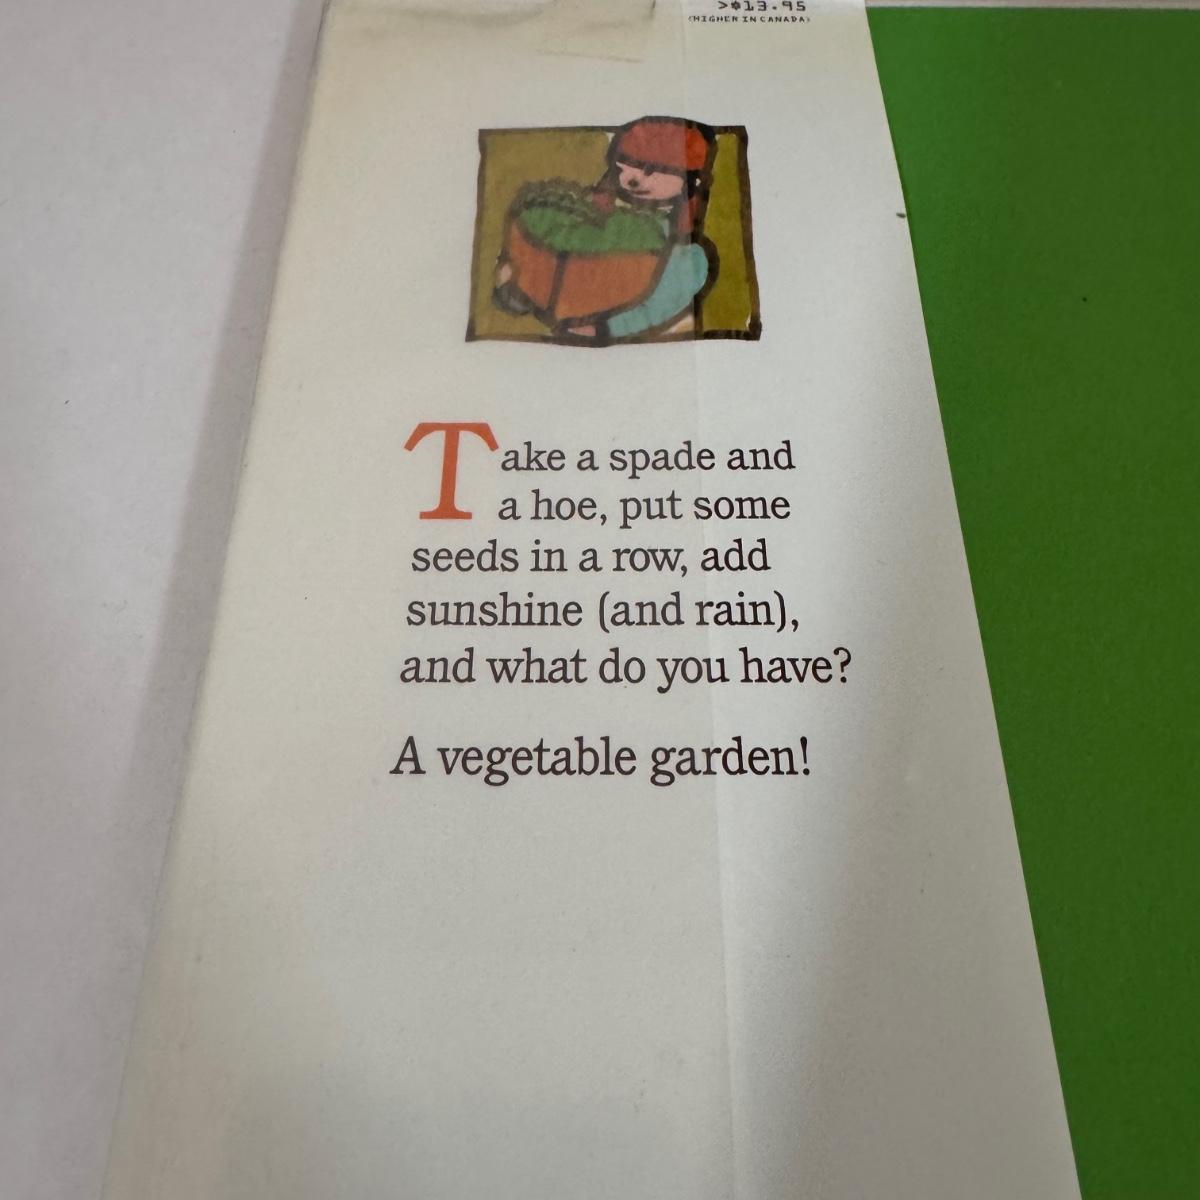 >$13.95
(HIGHER IN CANADA)
Take a spade and
a hoe, put some
seeds in a row, add
sunshine (and rain),
and what do you have?
A vegetable garden!